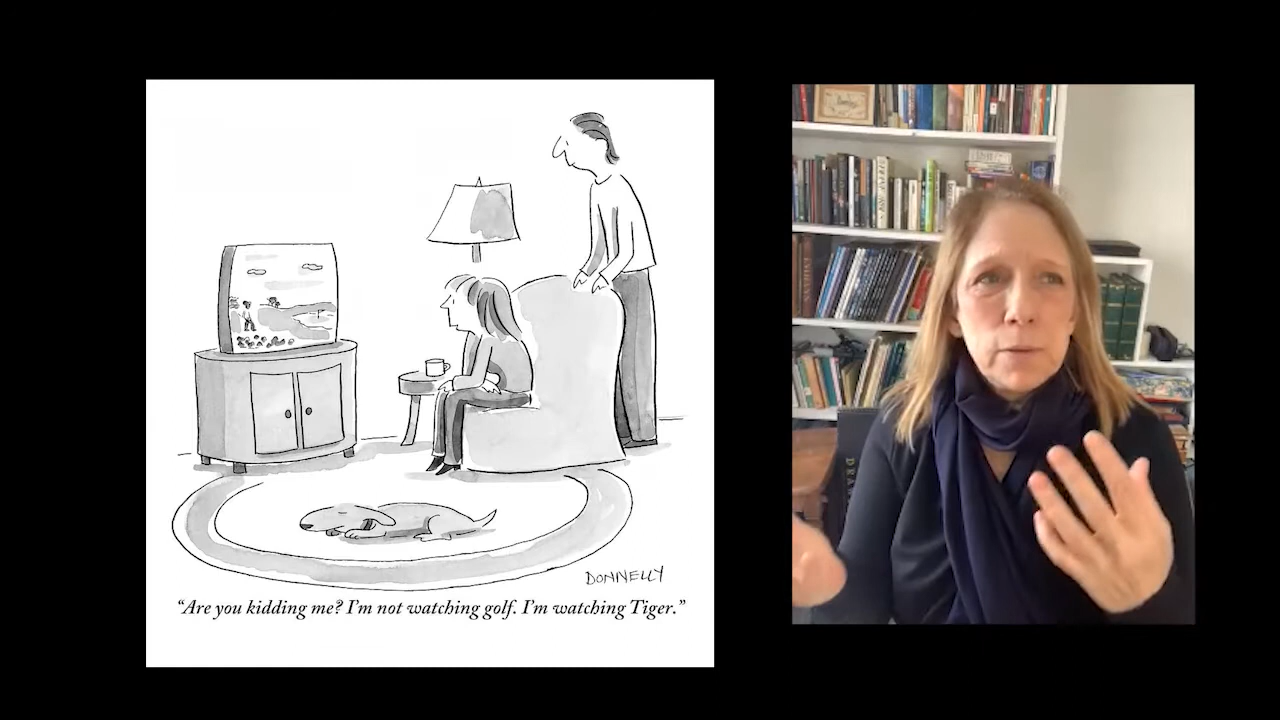 DONNELLY
“Are you kidding me? I'm not watching golf. I'm watching Tiger.”